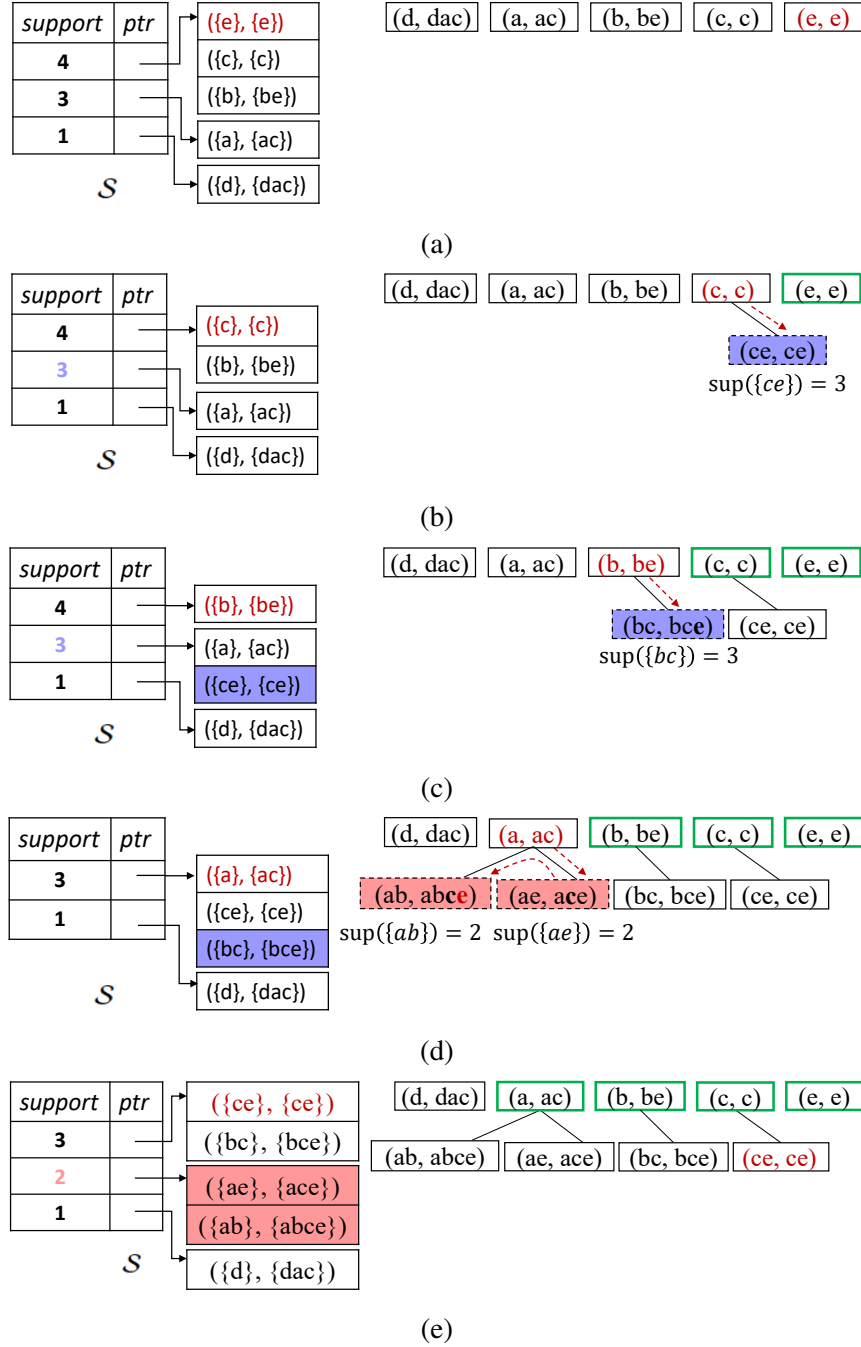 support ptr ({e}, {e}) (d, dac) (a, ac) (b, be) (c, c) (e, e)
4 ({c}, {c})
3 ({b}, {be})
1 ({a}, {ac})
({d}, {dac})
S
(a)
support ptr (d, dac) (a, ac) (b, be) (c, c) (e, e)
4 ({c}, {c})
3 ({b}, {be}) (ce, ce)
1 ({a}, {ac}) sup({ce}) = 3
({d}, {dac})
S
(b)
support ptr (d, dac) (a, ac) (b, be) (c, c) (e, e)
4 ({b}, {be})
3 ({a}, {ac}) (bc, bce) (ce, ce)
1 ({ce}, {ce}) sup({bc}) = 3
({d}, {dac})
S
(c)
support ptr (d, dac) (a, ac) (b, be) (c, c) (e, e)
3 ({a}, {ac})
1 ({ce}, {ce}) (ab, abce) (ae, ace) (bc, bce) (ce, ce)
({bc}, {bce}) sup({ab}) = 2 sup({ae}) = 2
({d}, {dac})
S
(d)
support ptr ({ce}, {ce}) (d, dac) (a, ac) (b, be) (c, c) (e, e)
3 ({bc}, {bce}) (ab, abce) (ae, ace) (bc, bce) (ce, ce)
2 ({ae}, {ace})
1 ({ab}, {abce})
({d}, {dac})
S
(e)